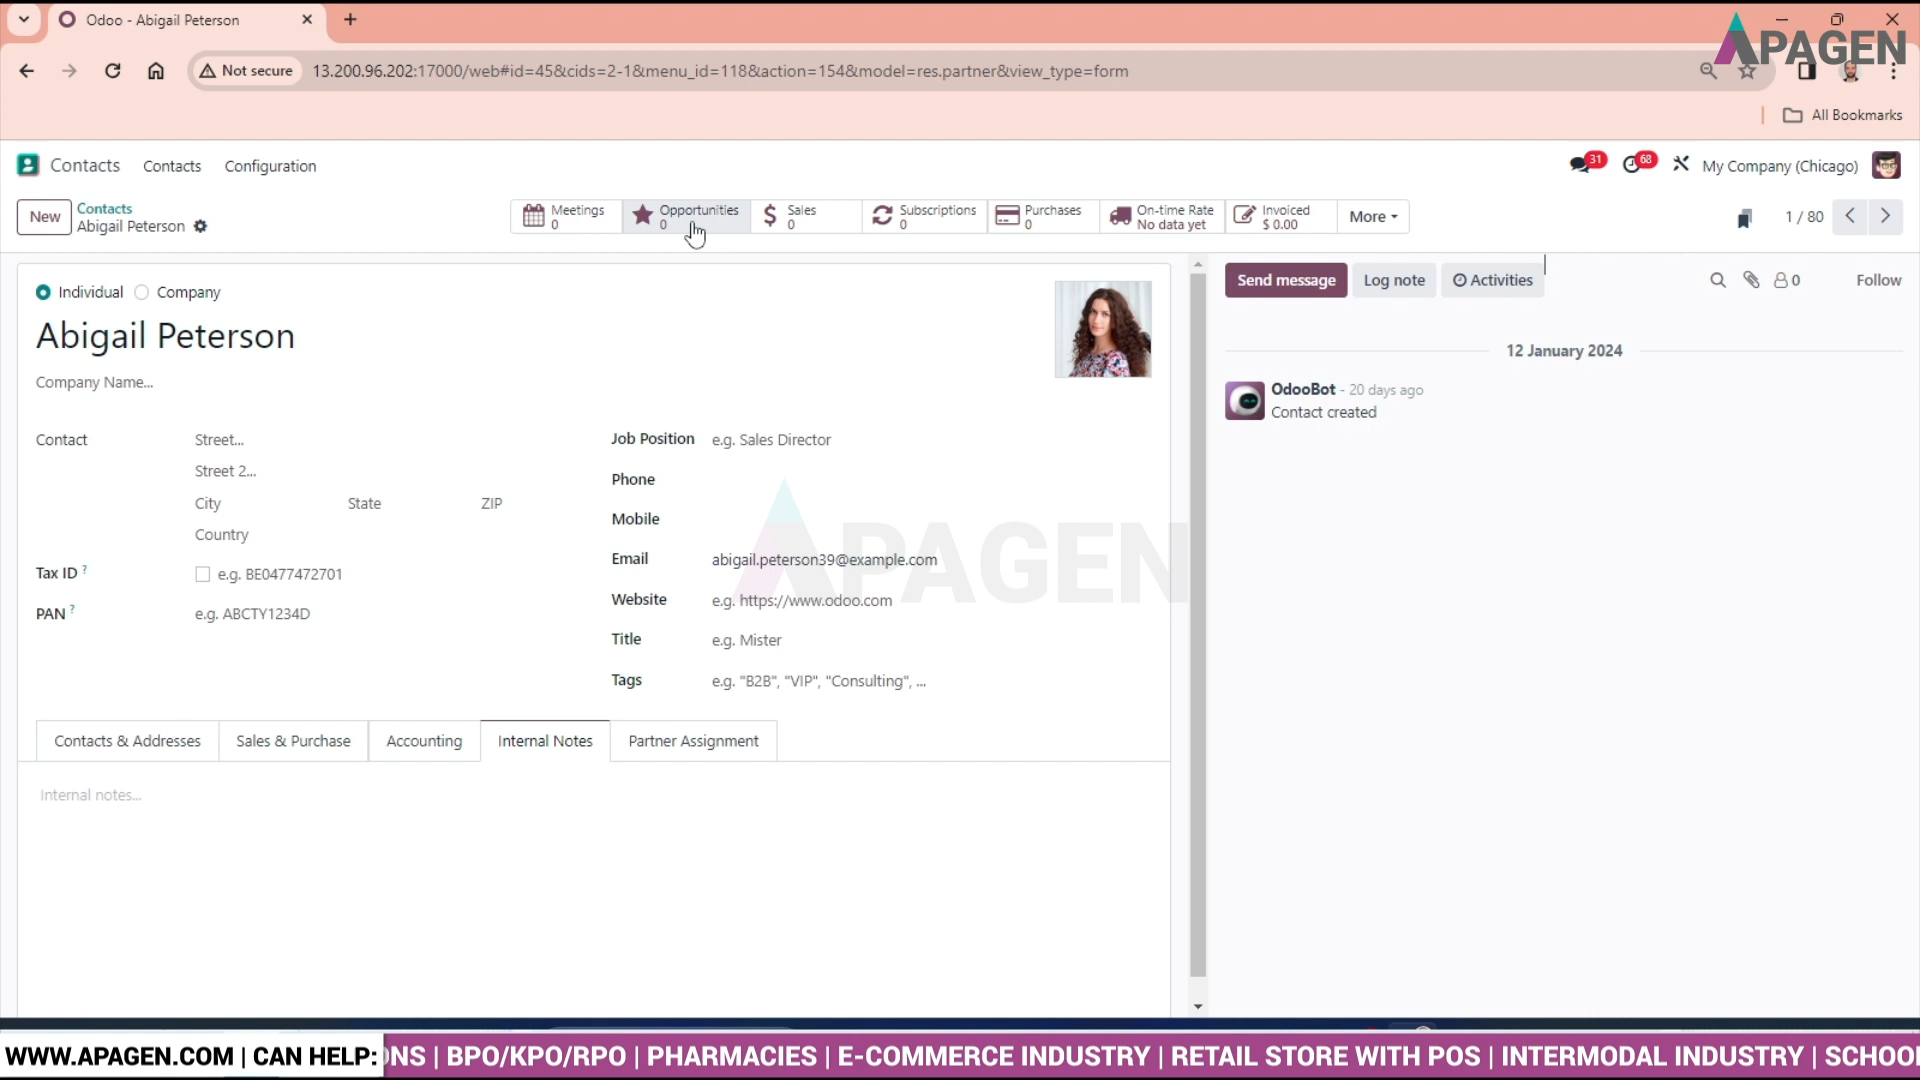 Odoo - Abigail Peterson
APAGEN
Not secure
13.200.96.202:17000/web#id=45&cids=2-1&menu_id=118&action=154&model=res.partner&view_type=form
All Bookmarks
Contacts Contacts Configuration
31 68 My Company (Chicago)
New Contacts
Abigail Peterson
Meetings
0
Opportunities
0
Sales
0
Subscriptions
0
Purchases
0
On-time Rate
No data yet
Invoiced
$ 0.00
More
1 / 80
Individual Company
Abigail Peterson
Company Name...
Contact
Street...
Street 2...
City State ZIP
Country
Tax ID ? e.g. BE0477472701
PAN ? e.g. ABCTY1234D
Job Position e.g. Sales Director
Phone
Mobile
Email abigail.peterson39@example.com
Website e.g. https://www.odoo.com
Title e.g. Mister
Tags e.g. "B2B", "VIP", "Consulting", ...
APAGEN
Contacts & Addresses Sales & Purchase Accounting Internal Notes Partner Assignment
Internal notes...
Send message Log note Activities 0 Follow
12 January 2024
OdooBot - 20 days ago
Contact created
WWW.APAGEN.COM | CAN HELP: ONS | BPO/KPO/RPO | PHARMACIES | E-COMMERCE INDUSTRY | RETAIL STORE WITH POS | INTERMODAL INDUSTRY | SCHOOL